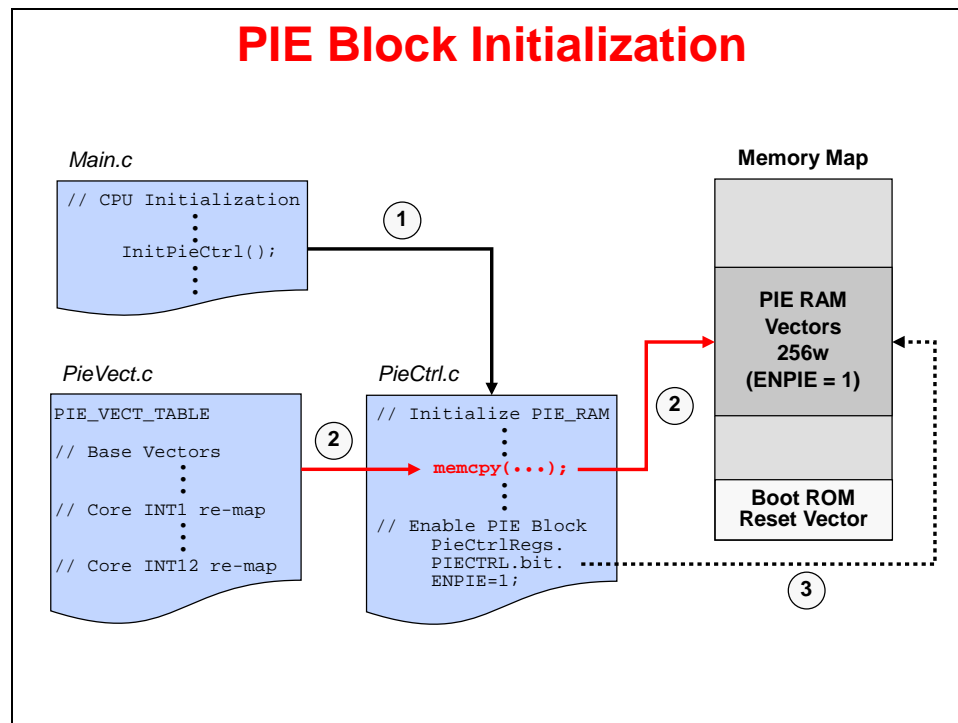 PIE Block Initialization
Main.c
// CPU Initialization
InitPieCtrl();
1
Memory Map
PIE RAM
Vectors
256w
(ENPIE = 1)
Boot ROM
Reset Vector
PieVect.c
PIE_VECT_TABLE
// Base Vectors
// Core INT1 re-map
// Core INT12 re-map
2
PieCtrl.c
// Initialize PIE_RAM
memcpy(•••);
// Enable PIE Block
PieCtrlRegs.
PIECTRL.bit.
ENPIE=1;
2
3